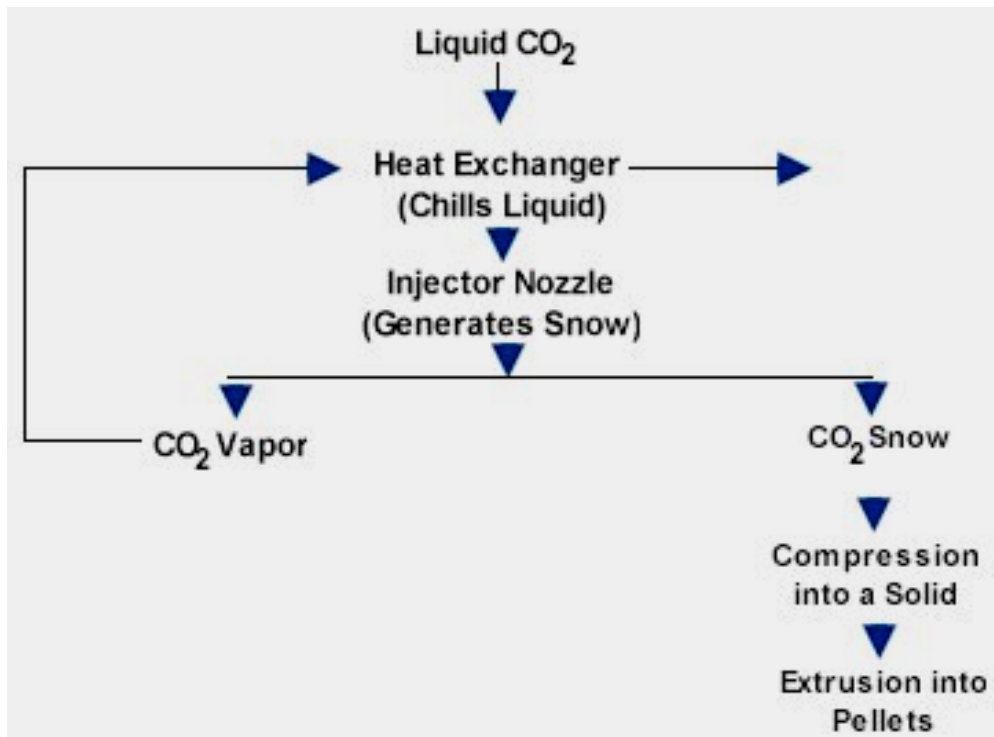 Liquid CO₂
Heat Exchanger
(Chills Liquid)
Injector Nozzle
(Generates Snow)
CO₂ Vapor
CO₂ Snow
Compression
into a Solid
Extrusion into
Pellets